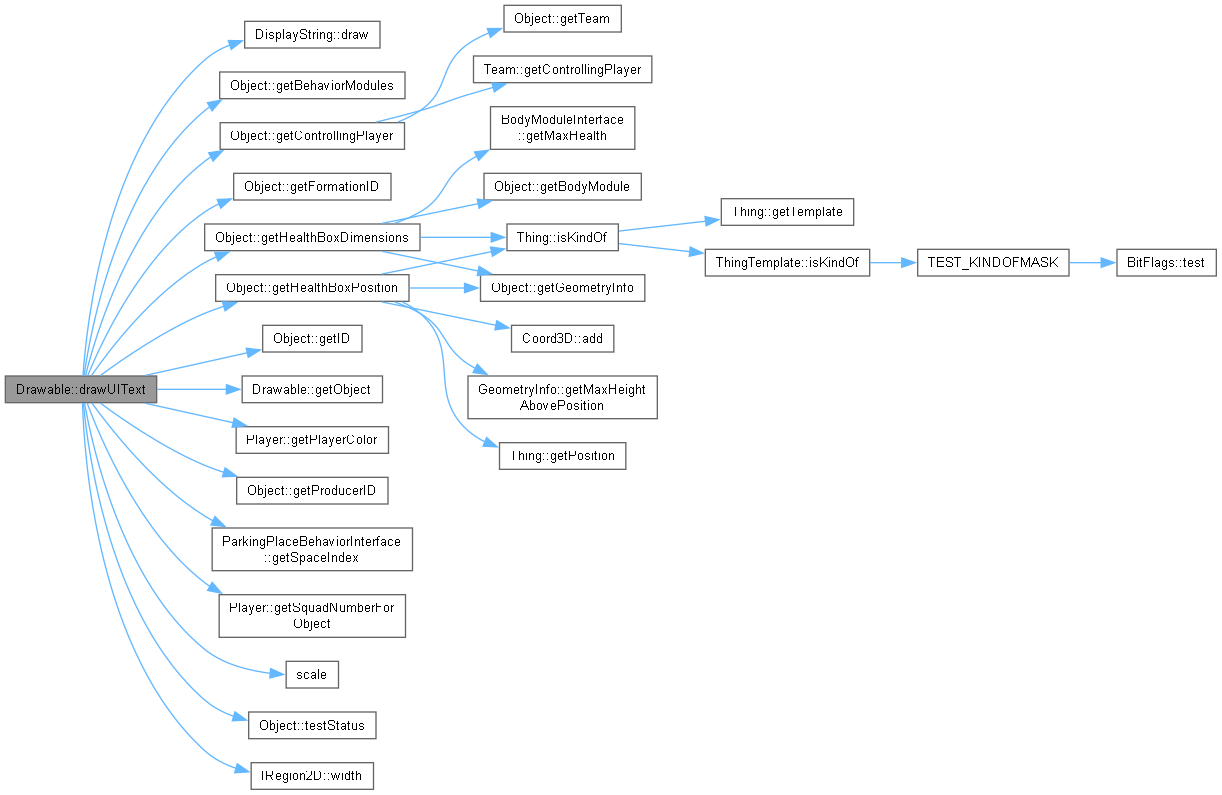 Drawable::drawUIText
DisplayString::draw
Object::getBehaviorModules
Object::getControllingPlayer
Object::getFormationID
Object::getHealthBoxDimensions
Object::getHealthBoxPosition
Object::getID
Drawable::getObject
Player::getPlayerColor
Object::getProducerID
ParkingPlaceBehaviorInterface
::getSpaceIndex
Player::getSquadNumberFor
Object
scale
Object::testStatus
IRegion2D::width
Object::getTeam
Team::getControllingPlayer
BodyModuleInterface
::getMaxHealth
Object::getBodyModule
Thing::isKindOf
Object::getGeometryInfo
Coord3D::add
GeometryInfo::getMaxHeight
AbovePosition
Thing::getPosition
Thing::getTemplate
ThingTemplate::isKindOf
TEST_KINDOFMASK
BitFlags::test